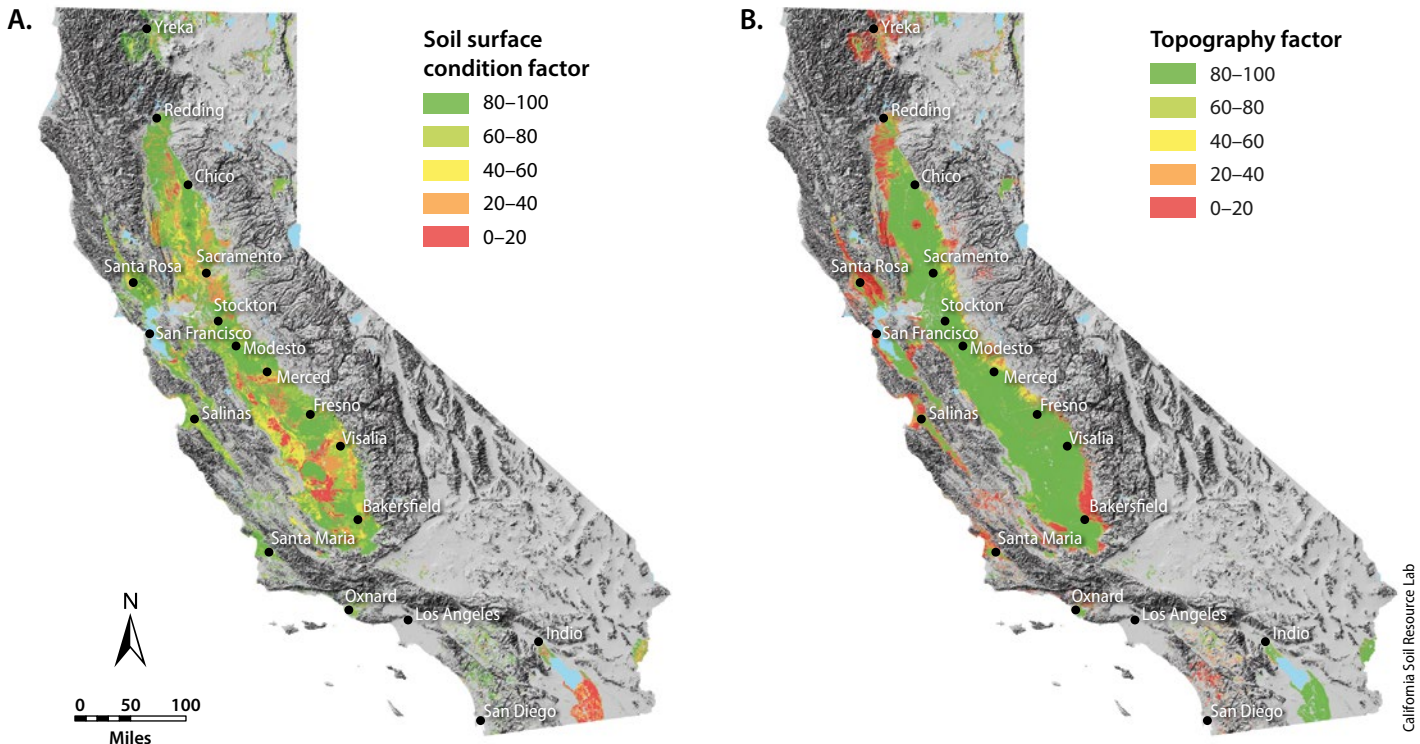 A.
Yreka
Soil surface
condition factor
80–100
60–80
40–60
20–40
0–20
Redding
Chico
Sacramento
Santa Rosa
Stockton
San Francisco
Modesto
Merced
Fresno
Salinas
Visalia
Bakersfield
Santa Maria
Oxnard
Los Angeles
Indio
San Diego
N
0 50 100
Miles
B.
Yreka
Topography factor
80–100
60–80
40–60
20–40
0–20
Redding
Chico
Sacramento
Santa Rosa
Stockton
San Francisco
Modesto
Merced
Fresno
Salinas
Visalia
Bakersfield
Santa Maria
Oxnard
Los Angeles
Indio
San Diego
California Soil Resource Lab